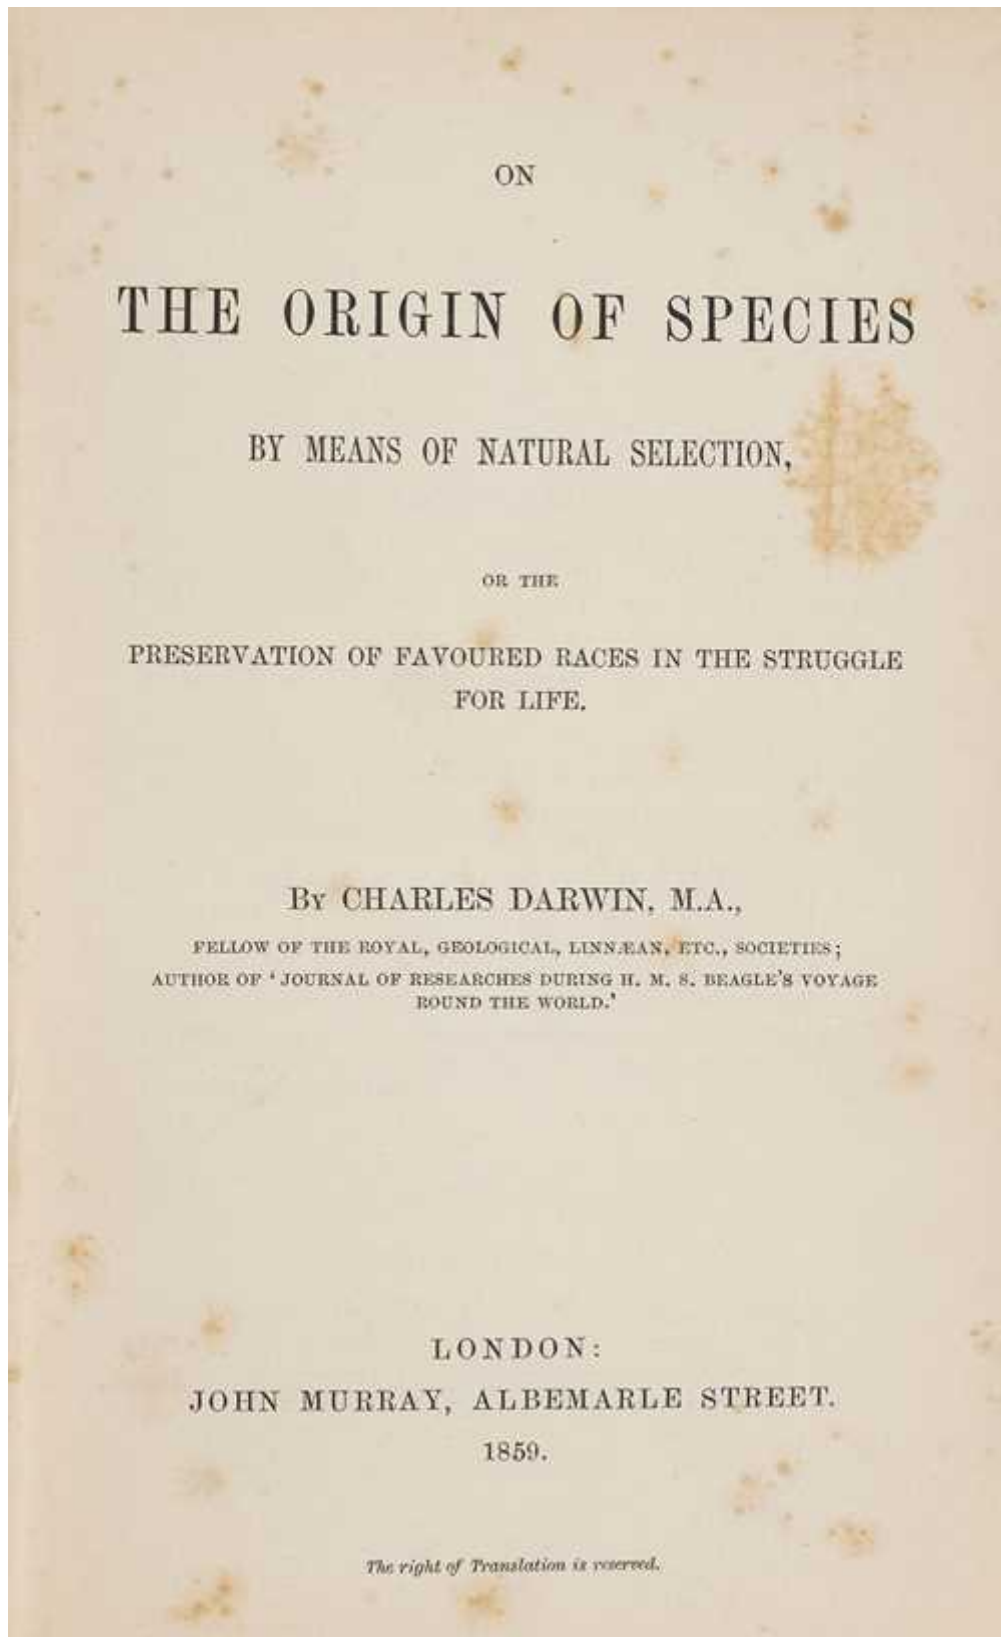 ON
THE ORIGIN OF SPECIES
BY MEANS OF NATURAL SELECTION,
OR THE
PRESERVATION OF FAVOURED RACES IN THE STRUGGLE
FOR LIFE.
By CHARLES DARWIN, M.A.,
FELLOW OF THE ROYAL, GEOLOGICAL, LINNÆAN, ETC., SOCIETIES;
AUTHOR OF ‘JOURNAL OF RESEARCHES DURING H. M. S. BEAGLE’S VOYAGE
ROUND THE WORLD.’
LONDON:
JOHN MURRAY, ALBEMARLE STREET.
1859.
The right of Translation is reserved.